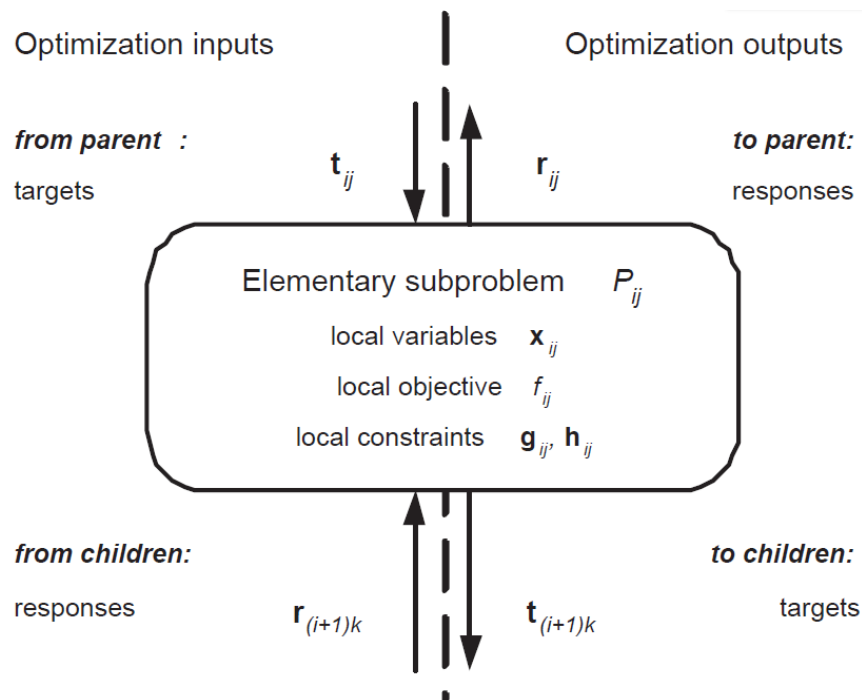 Optimization inputs
Optimization outputs
from parent :
targets
t_ij
r_ij
to parent:
responses
Elementary subproblem P_ij
local variables x_ij
local objective f_ij
local constraints g_ij, h_ij
from children:
responses
r_(i+1)k
t_(i+1)k
to children:
targets